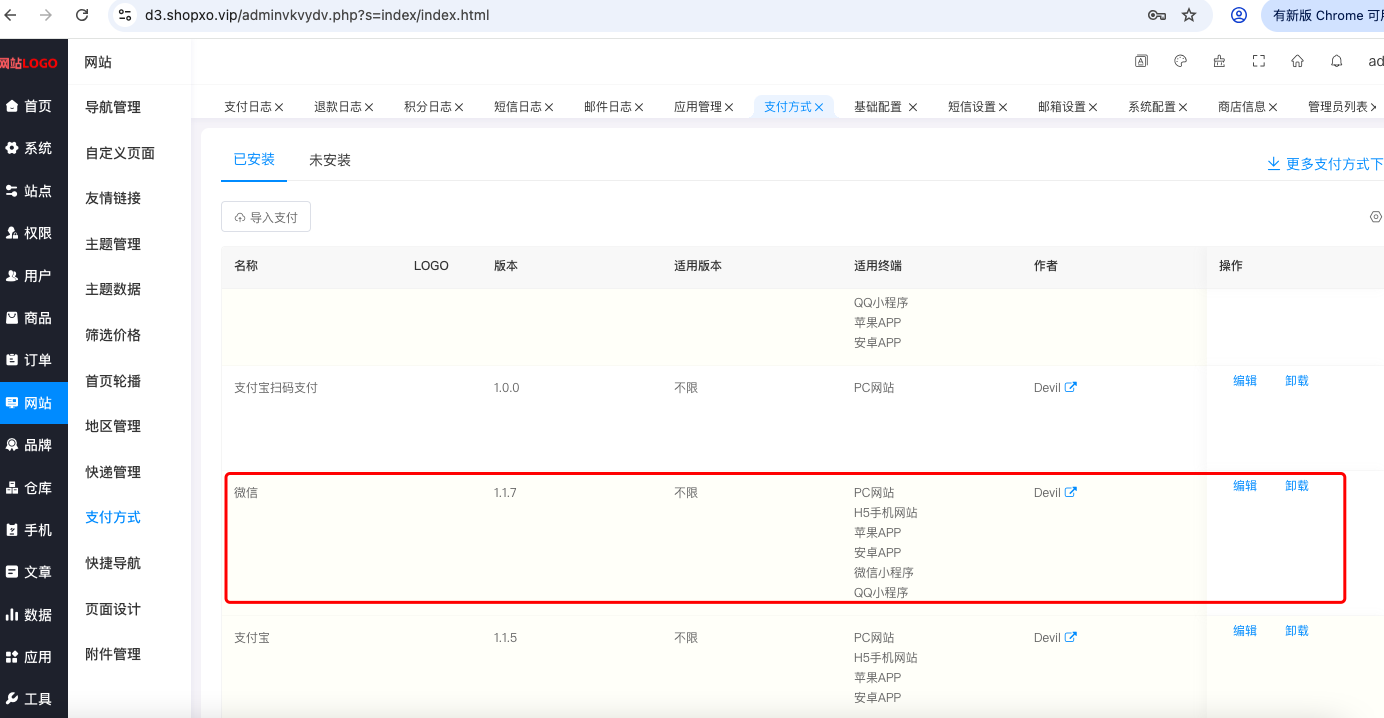 d3.shopxo.vip/adminvkvydv.php?s=index/index.html
有新版 Chrome 可
网站LOGO
首页
系统
站点
权限
用户
商品
订单
网站
品牌
仓库
手机
文章
数据
应用
工具
网站
导航管理
自定义页面
友情链接
主题管理
主题数据
筛选价格
首页轮播
地区管理
快递管理
支付方式
快捷导航
页面设计
附件管理
ad
支付日志 退款日志 积分日志 短信日志 邮件日志 应用管理 支付方式 基础配置 短信设置 邮箱设置 系统配置 商店信息 管理员列表
已安装 未安装
更多支付方式下
导入支付
名称 LOGO 版本 适用版本 适用终端 作者 操作
QQ小程序
苹果APP
安卓APP
支付宝扫码支付 1.0.0 不限 PC网站 Devil 编辑 卸载
微信 1.1.7 不限 PC网站 Devil 编辑 卸载
H5手机网站
苹果APP
安卓APP
微信小程序
QQ小程序
支付宝 1.1.5 不限 PC网站 Devil 编辑 卸载
H5手机网站
苹果APP
安卓APP